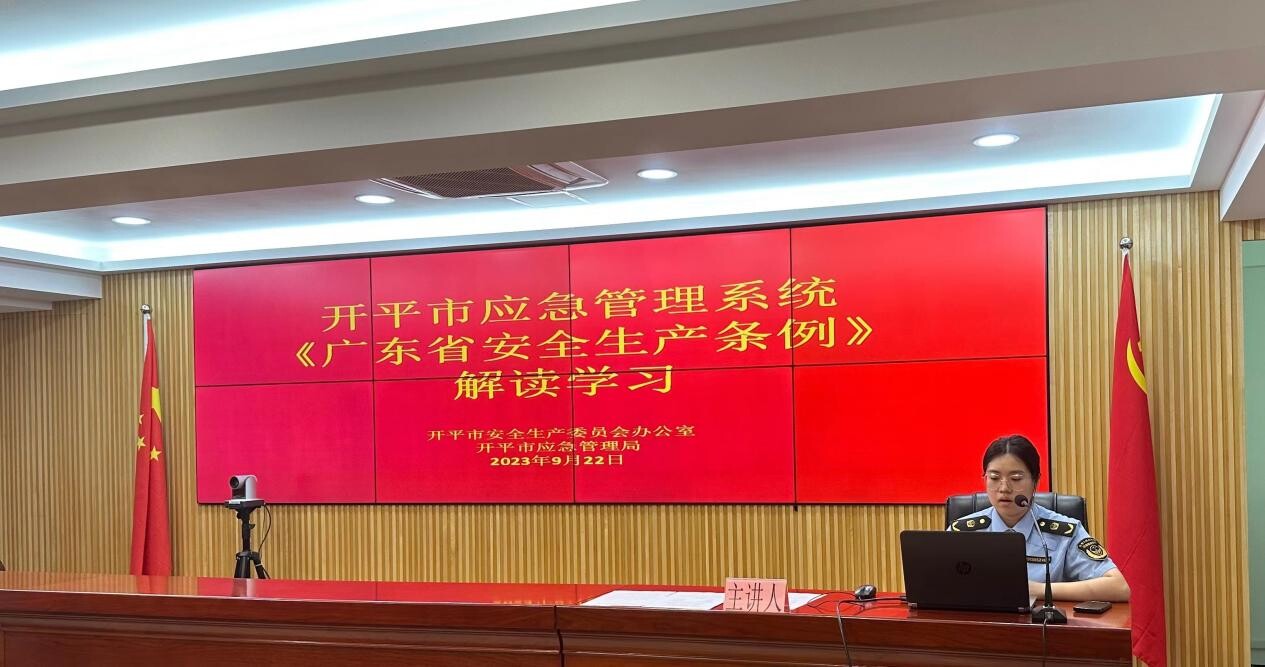 开平市应急管理系统
《广东省安全生产条例》
解读学习
开平市安全生产委员会办公室
开平市应急管理局
2023年9月22日
主讲人
hp